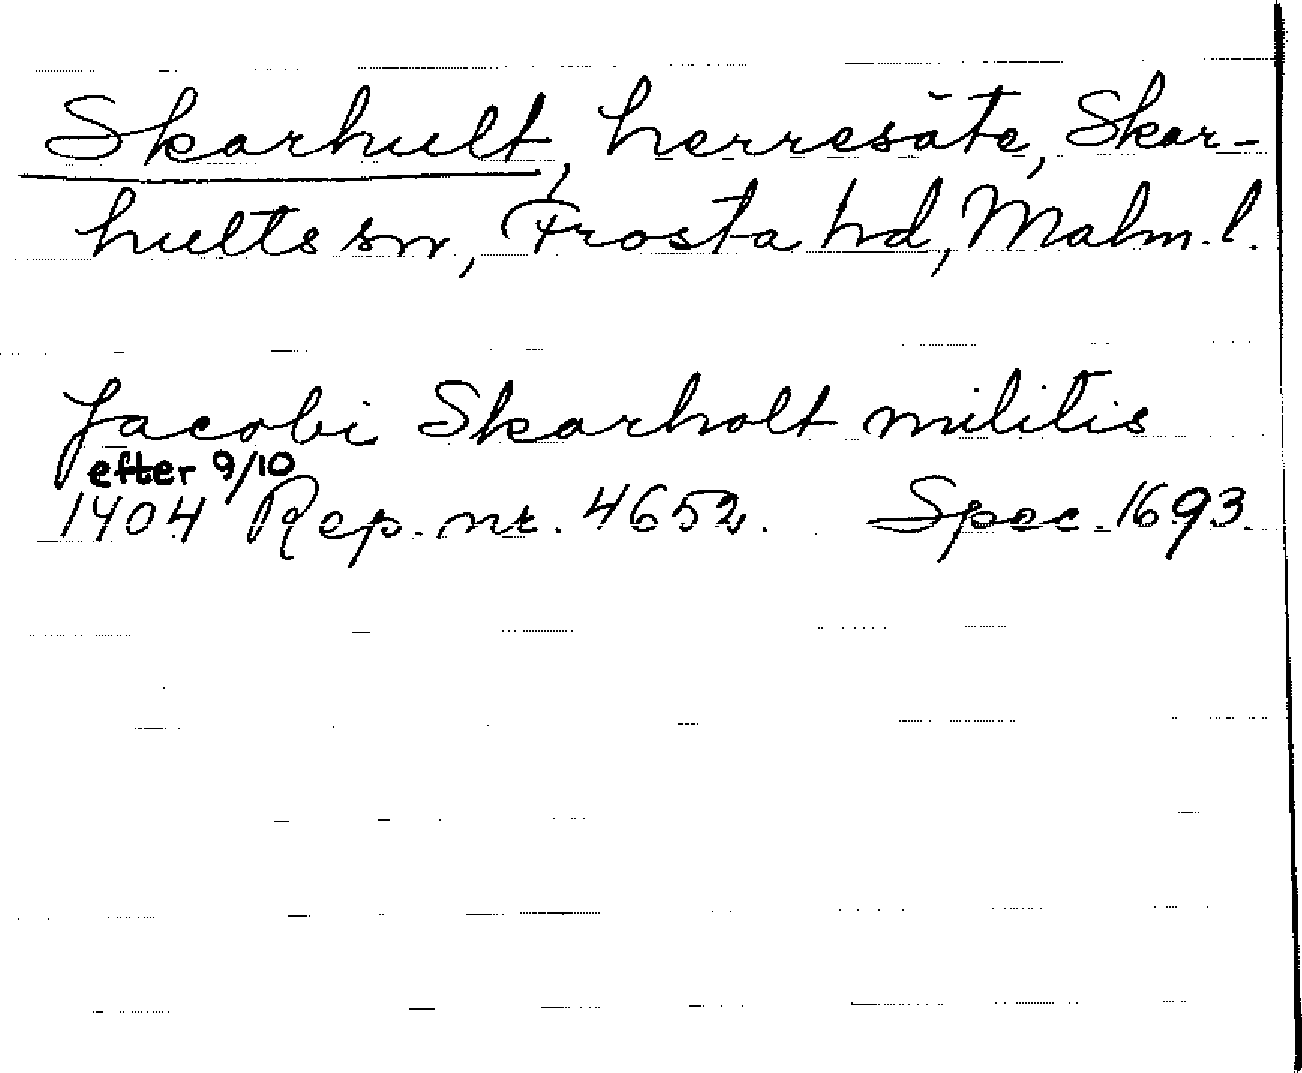 Skarhult, herresäte, Skar-
hults sn, Frosta hd, Malm. l.
Jacobi Skarholt militis
efter 9/10
1404 Rep. nr. 4652. Spec. 1693.